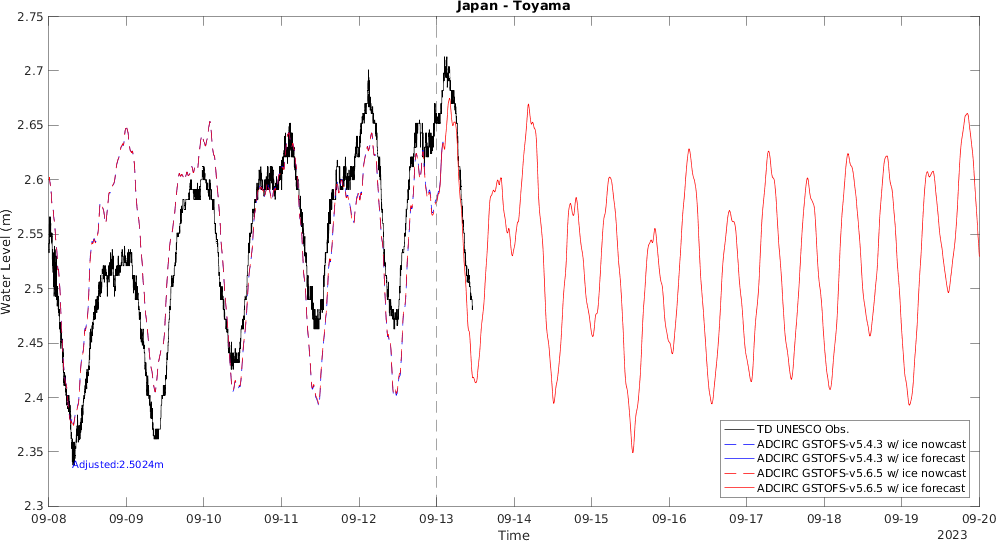 Japan - Toyama
2.75
2.7
2.65
2.6
2.55
2.5
2.45
2.4
2.35
2.3
Water Level (m)
Adjusted:2.5024m
TD UNESCO Obs.
ADCIRC GSTOFS-v5.4.3 w/ ice nowcast
ADCIRC GSTOFS-v5.4.3 w/ ice forecast
ADCIRC GSTOFS-v5.6.5 w/ ice nowcast
ADCIRC GSTOFS-v5.6.5 w/ ice forecast
09-08 09-09 09-10 09-11 09-12 09-13 09-14 09-15 09-16 09-17 09-18 09-19 09-20
Time
2023